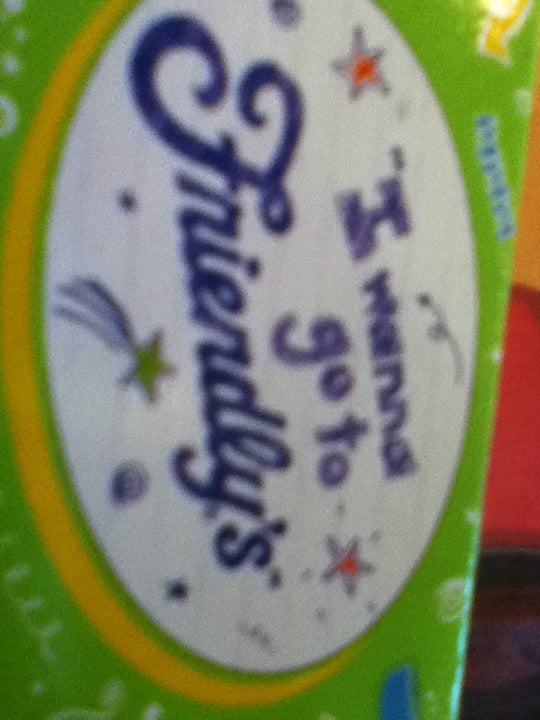 "I wanna
go to
Friendly's